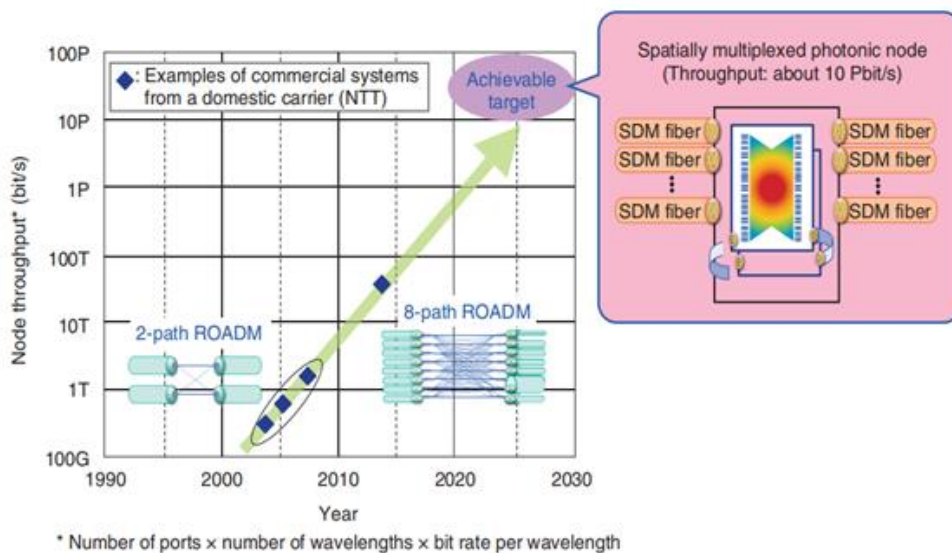 100P
10P
1P
100T
10T
1T
100G
Node throughput* (bit/s)
◆: Examples of commercial systems
from a domestic carrier (NTT)
Achievable
target
2-path ROADM
8-path ROADM
1990
2000
2010
2020
2030
Year
* Number of ports × number of wavelengths × bit rate per wavelength
Spatially multiplexed photonic node
(Throughput: about 10 Pbit/s)
SDM fiber
SDM fiber
SDM fiber
SDM fiber
SDM fiber
SDM fiber